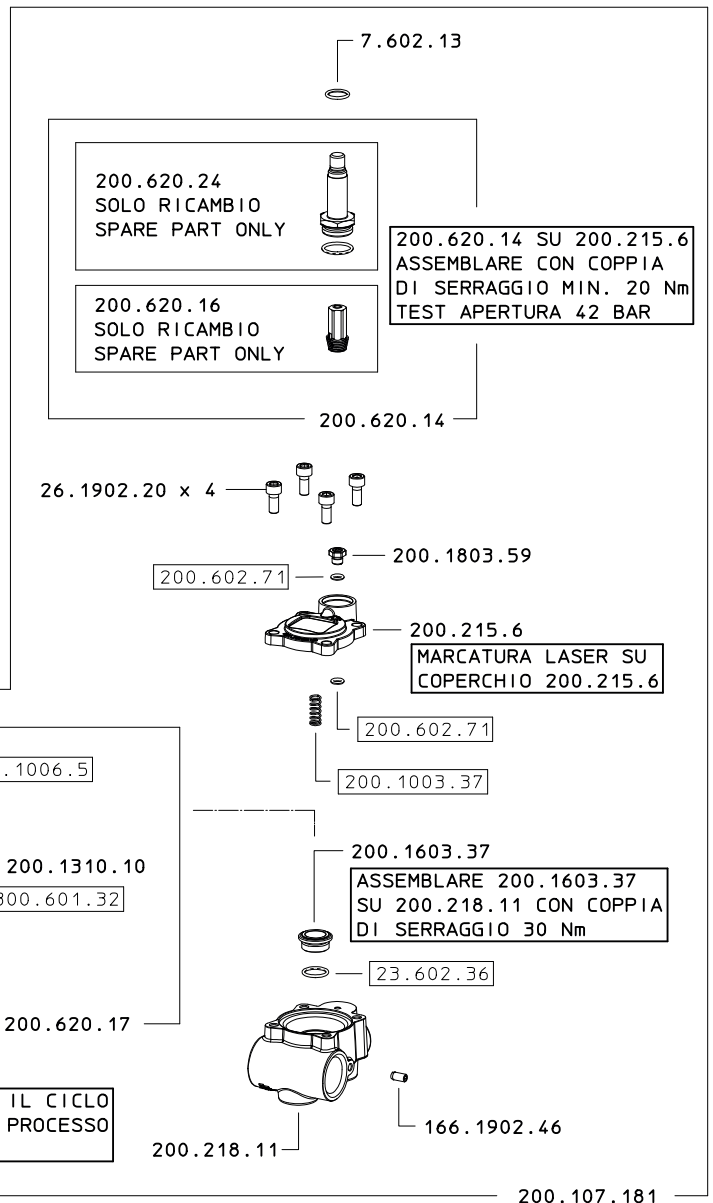 7.602.13
200.620.24
SOLO RICAMBIO
SPARE PART ONLY
200.620.14 SU 200.215.6
ASSEMBLARE CON COPPIA
DI SERRAGGIO MIN. 20 Nm
TEST APERTURA 42 BAR
200.620.16
SOLO RICAMBIO
SPARE PART ONLY
200.620.14
26.1902.20 x 4
200.1803.59
200.602.71
200.215.6
MARCATURA LASER SU
COPERCHIO 200.215.6
200.602.71
.1006.5
200.1003.37
200.1310.10
200.1603.37
ASSEMBLARE 200.1603.37
SU 200.218.11 CON COPPIA
DI SERRAGGIO 30 Nm
300.601.32
23.602.36
200.620.17
IL CICLO
PROCESSO
166.1902.46
200.218.11
200.107.181